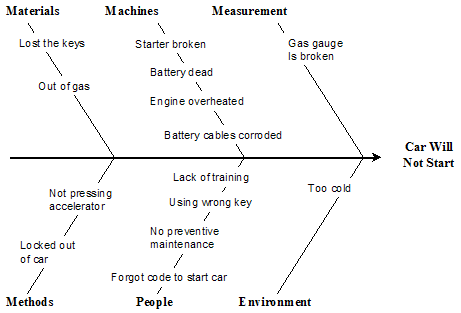 Materials
Machines
Measurement
Lost the keys
Out of gas
Starter broken
Battery dead
Engine overheated
Battery cables corroded
Gas gauge
Is broken
Car Will
Not Start
Not pressing
accelerator
Locked out
of car
Lack of training
Using wrong key
No preventive
maintenance
Forgot code to start car
Too cold
Methods
People
Environment